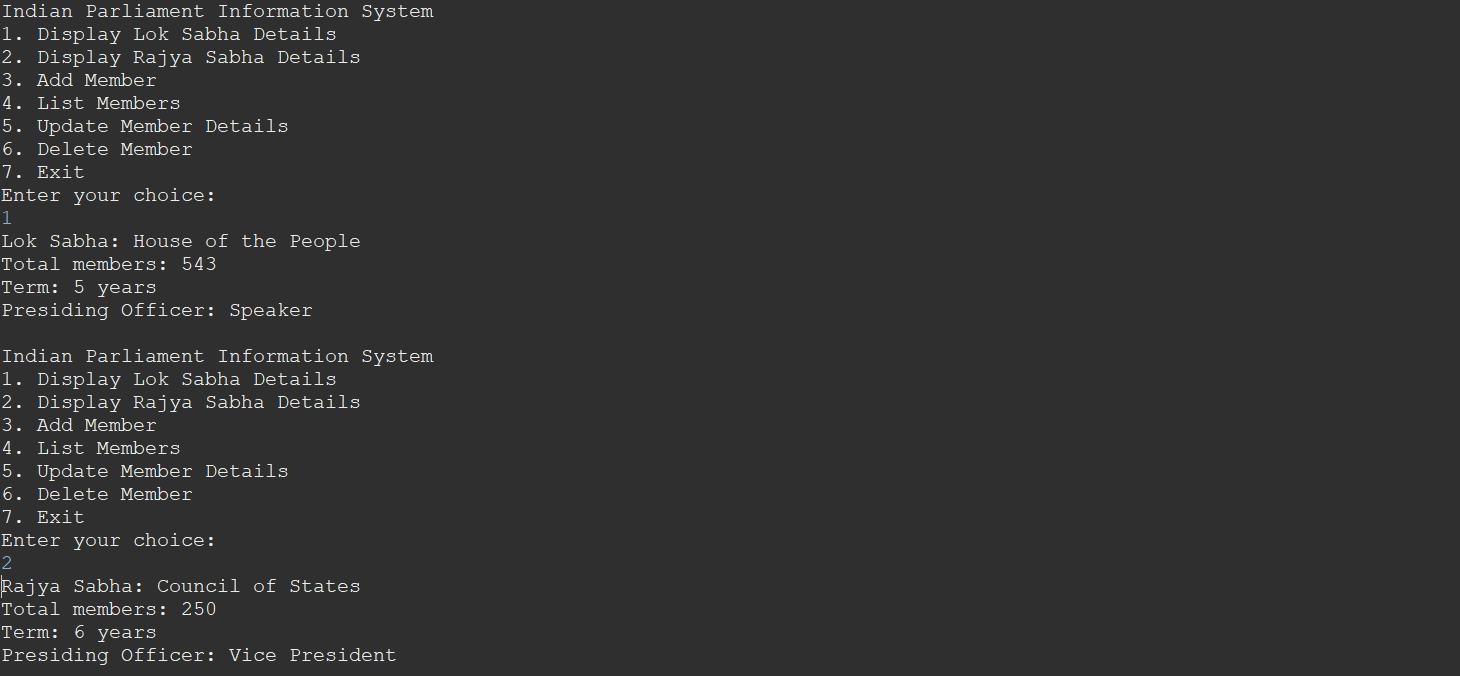 Indian Parliament Information System
1. Display Lok Sabha Details
2. Display Rajya Sabha Details
3. Add Member
4. List Members
5. Update Member Details
6. Delete Member
7. Exit
Enter your choice:
1
Lok Sabha: House of the People
Total members: 543
Term: 5 years
Presiding Officer: Speaker

Indian Parliament Information System
1. Display Lok Sabha Details
2. Display Rajya Sabha Details
3. Add Member
4. List Members
5. Update Member Details
6. Delete Member
7. Exit
Enter your choice:
2
Rajya Sabha: Council of States
Total members: 250
Term: 6 years
Presiding Officer: Vice President